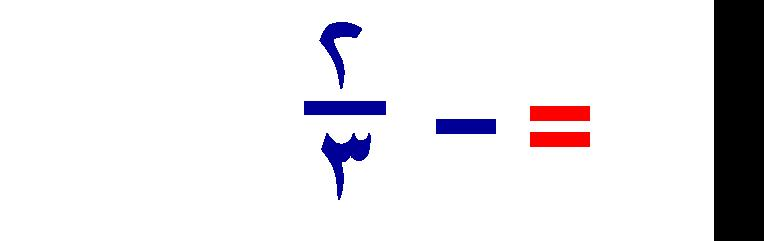 = − ٢/٣